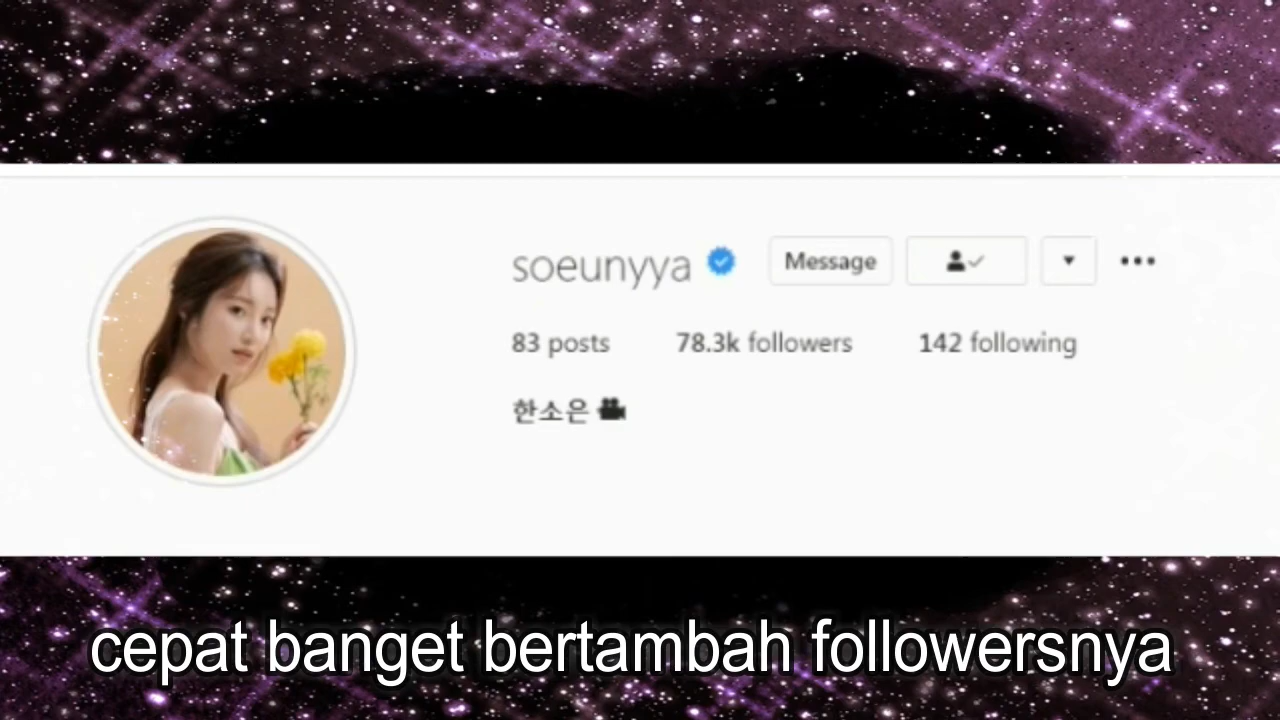 soeunyya Message
83 posts 78.3k followers 142 following
한소은
cepat banget bertambah followersnya